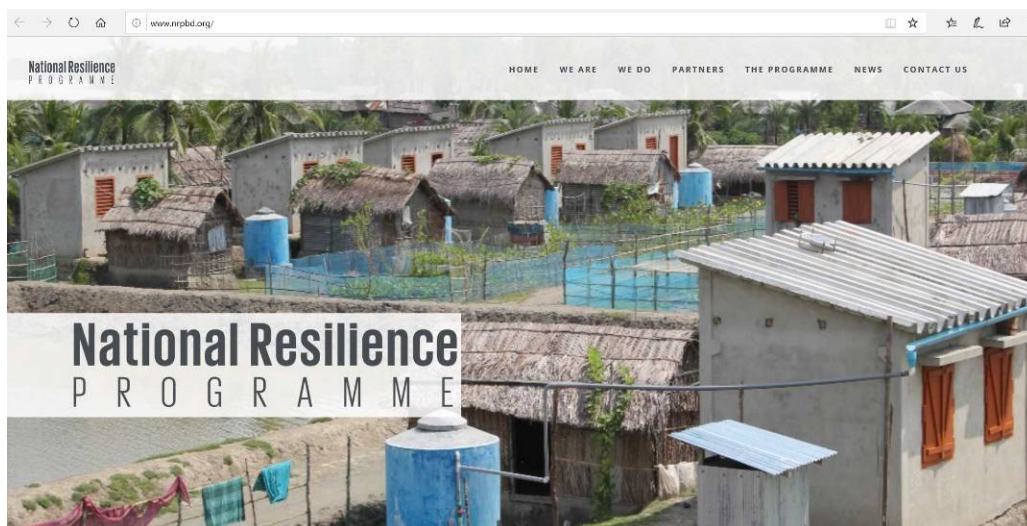 www.nrpbd.org/
National Resilience
PROGRAMME
HOME WE ARE WE DO PARTNERS THE PROGRAMME NEWS CONTACT US
National Resilience
PROGRAMME